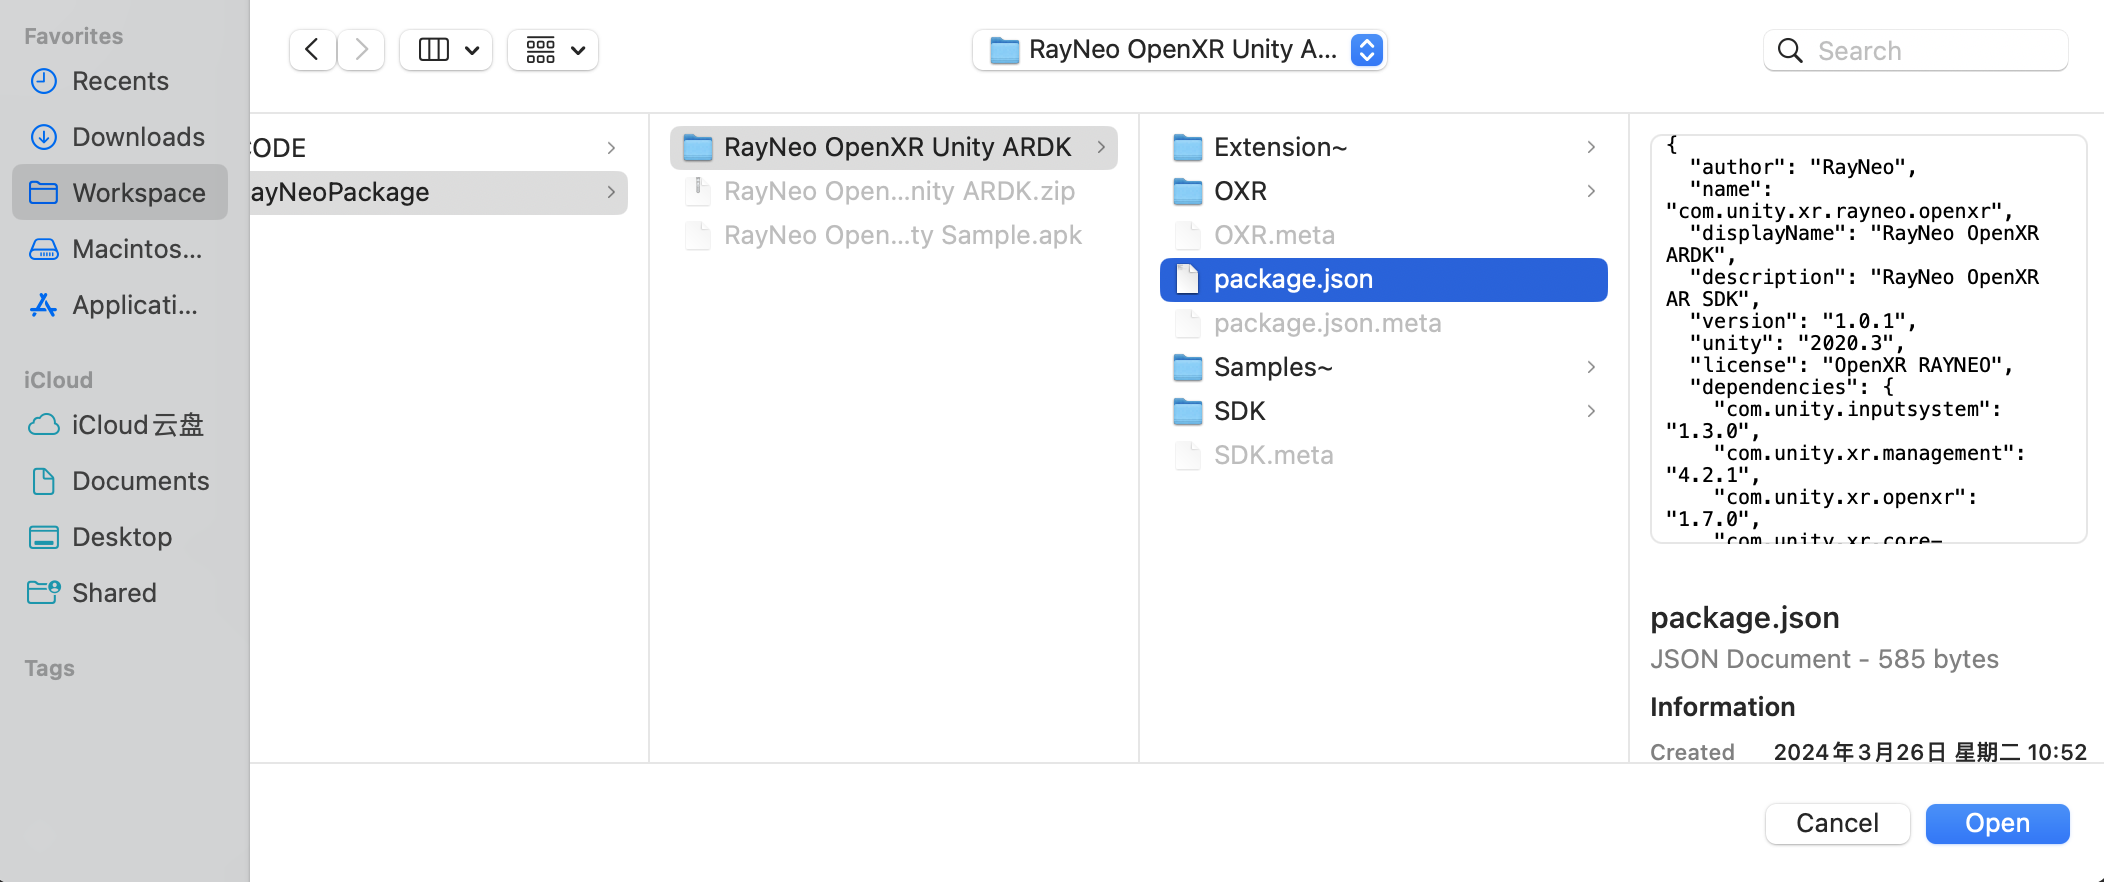 Favorites
Recents
Downloads
Workspace
Macintos...
Applicati...
iCloud
iCloud云盘
Documents
Desktop
Shared
Tags
RayNeo OpenXR Unity A...
Search
CODE
ayNeoPackage
RayNeo OpenXR Unity ARDK
RayNeo Open...nity ARDK.zip
RayNeo Open...ty Sample.apk
Extension~
OXR
OXR.meta
package.json
package.json.meta
Samples~
SDK
SDK.meta
{
"author": "RayNeo",
"name":
"com.unity.xr.rayneo.openxr",
"displayName": "RayNeo OpenXR
ARDK",
"description": "RayNeo OpenXR
AR SDK",
"version": "1.0.1",
"unity": "2020.3",
"license": "OpenXR RAYNEO",
"dependencies": {
"com.unity.inputsystem":
"1.3.0",
"com.unity.xr.management":
"4.2.1",
"com.unity.xr.openxr":
"1.7.0",
"com.unity.xr.core-
package.json
JSON Document - 585 bytes
Information
Created 2024年3月26日 星期二 10:52
Cancel
Open